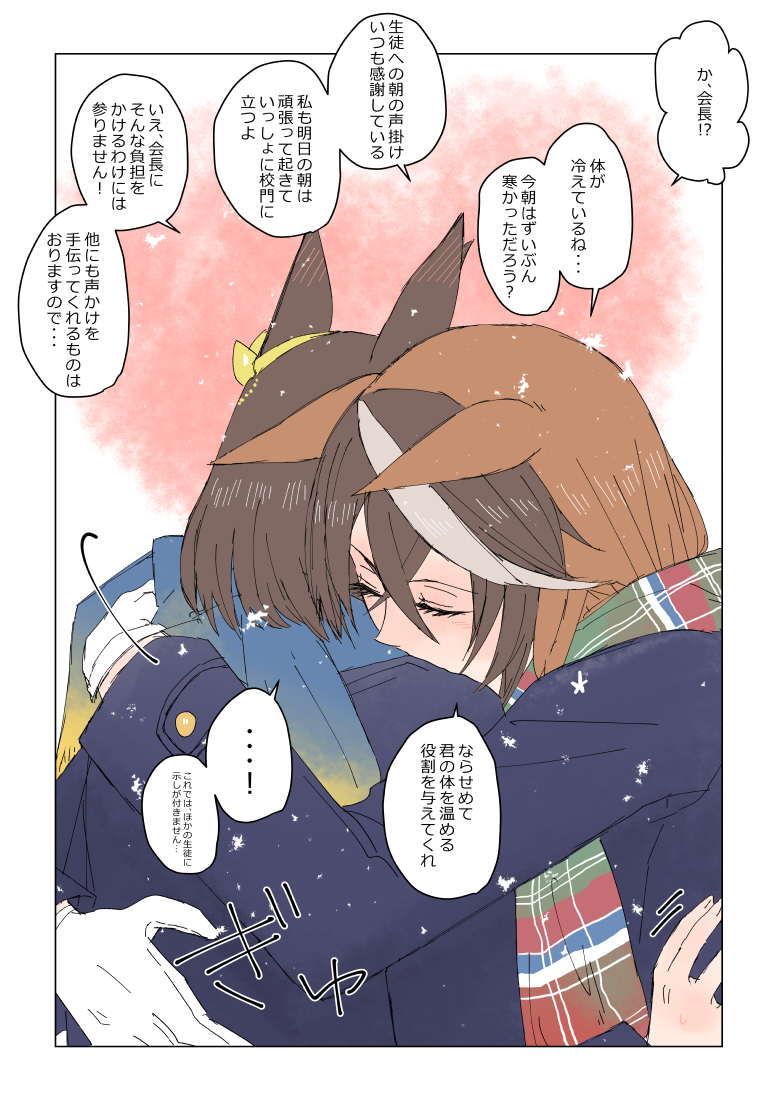 か、会長!?
体が
冷えているね・・・
今朝はずいぶん
寒かっただろう?
生徒への朝の声掛け
いつも感謝している
私も明日の朝は
頑張って起きて
いっしょに校門に
立つよ
いえ、会長に
そんな負担を
かけるわけには
参りません!
他にも声かけを
手伝ってくれるものは
おりますので・・・
ならせめて
君の体を温める
役割を与えてくれ
・・・!
これでは、ほかの生徒に
示しが付きません…
ぎゅ